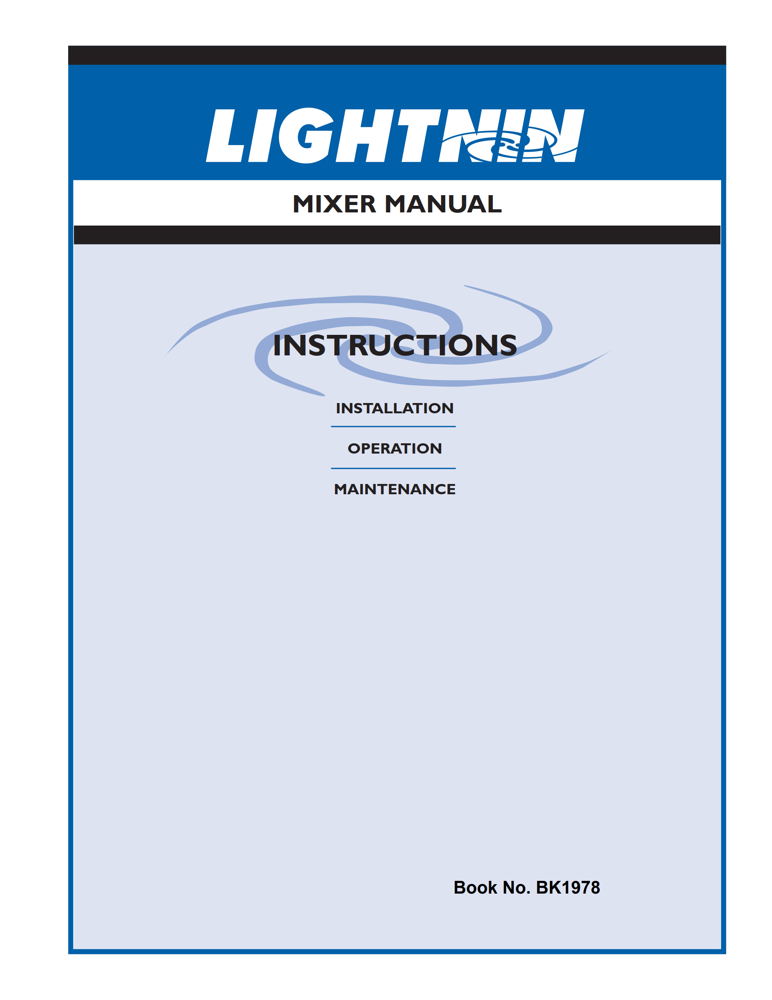 LIGHTNIN
MIXER MANUAL
INSTRUCTIONS
INSTALLATION
OPERATION
MAINTENANCE
Book No. BK1978